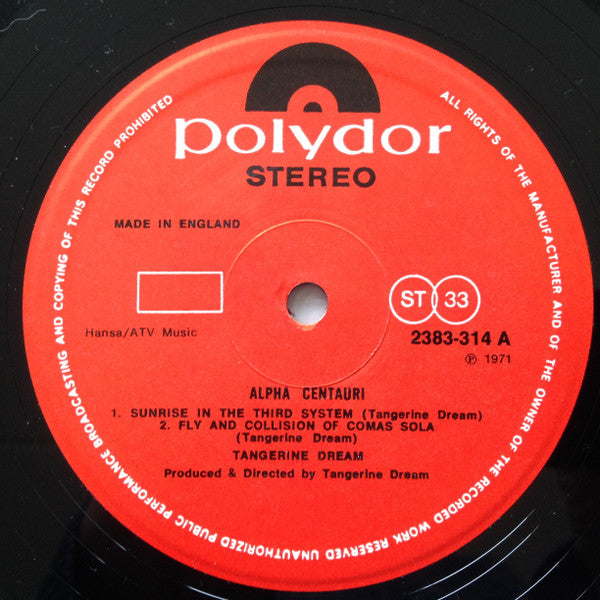 polydor
STEREO
MADE IN ENGLAND
Hansa/ATV Music
ST 33
2383-314 A
℗ 1971
ALPHA CENTAURI
1. SUNRISE IN THE THIRD SYSTEM (Tangerine Dream)
2. FLY AND COLLISION OF COMAS SOLA
(Tangerine Dream)
TANGERINE DREAM
Produced & Directed by Tangerine Dream
ALL RIGHTS OF THE MANUFACTURER AND OF THE OWNER OF THE RECORDED WORK RESERVED UNAUTHORIZED PUBLIC PERFORMANCE BROADCASTING AND COPYING OF THIS RECORD PROHIBITED